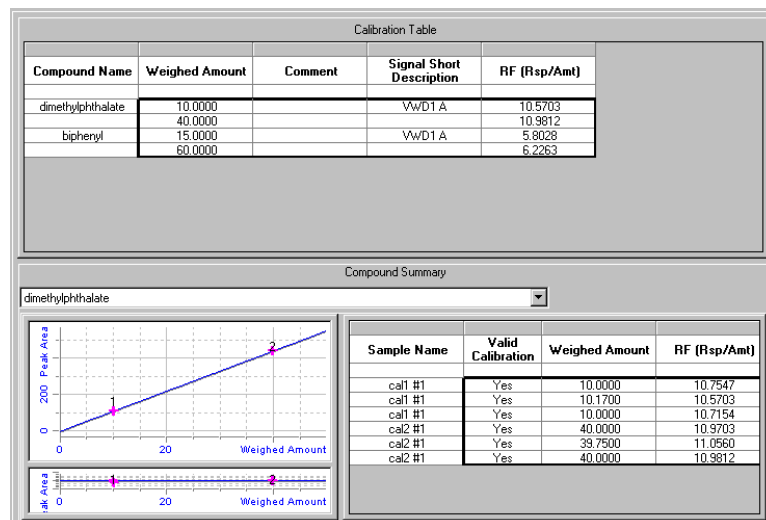 Calibration Table
Compound Name Weighed Amount Comment Signal Short Description RF (Rsp/Amt)
dimethylphthalate 10.0000 VWD1 A 10.5703
40.0000 10.9812
biphenyl 15.0000 VWD1 A 5.8028
60.0000 6.2263
Compound Summary
dimethylphthalate
Peak Area
200
0
1
2
0 20 Weighed Amount
Sample Name Valid Calibration Weighed Amount RF (Rsp/Amt)
cal1 #1 Yes 10.0000 10.7547
cal1 #1 Yes 10.1700 10.5703
cal1 #1 Yes 10.0000 10.7154
cal2 #1 Yes 40.0000 10.9703
cal2 #1 Yes 39.7500 11.0560
cal2 #1 Yes 40.0000 10.9812
ak Area
1
2
0 20 Weighed Amount